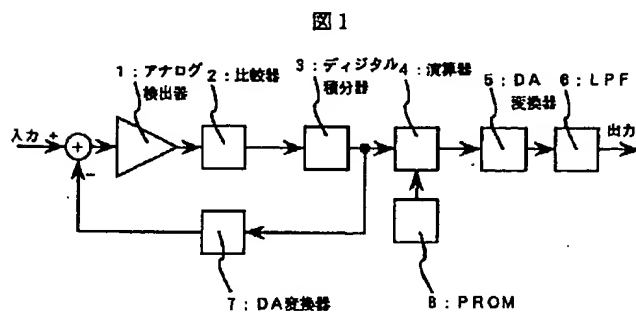 図1
1:アナログ
検出器
2:比較器
3:ディジタル
積分器
4:演算器
5:DA
変換器
6:LPF
入力
+
+
−
出力
7:DA変換器
8:PROM